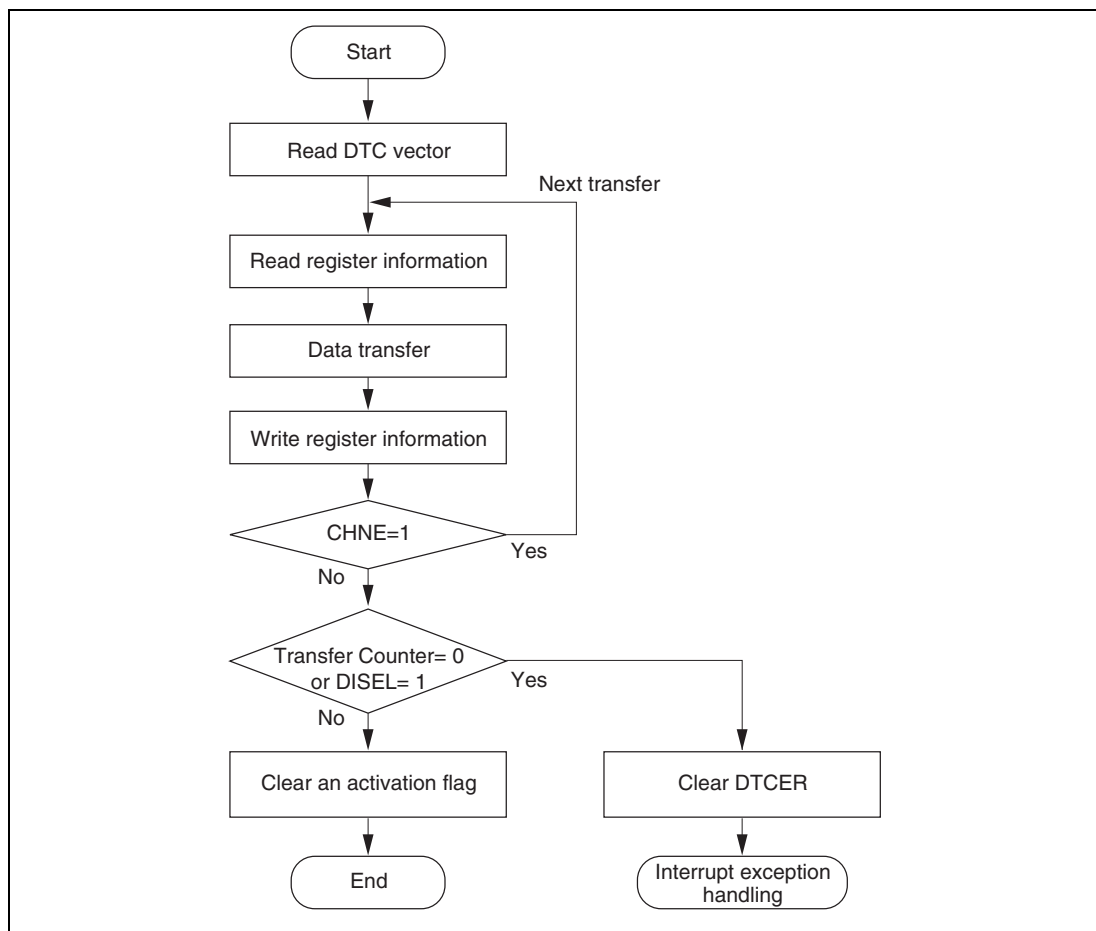 Start
Read DTC vector
Next transfer
Read register information
Data transfer
Write register information
CHNE=1
Yes
No
Transfer Counter= 0
or DISEL= 1
Yes
No
Clear an activation flag
Clear DTCER
End
Interrupt exception
handling